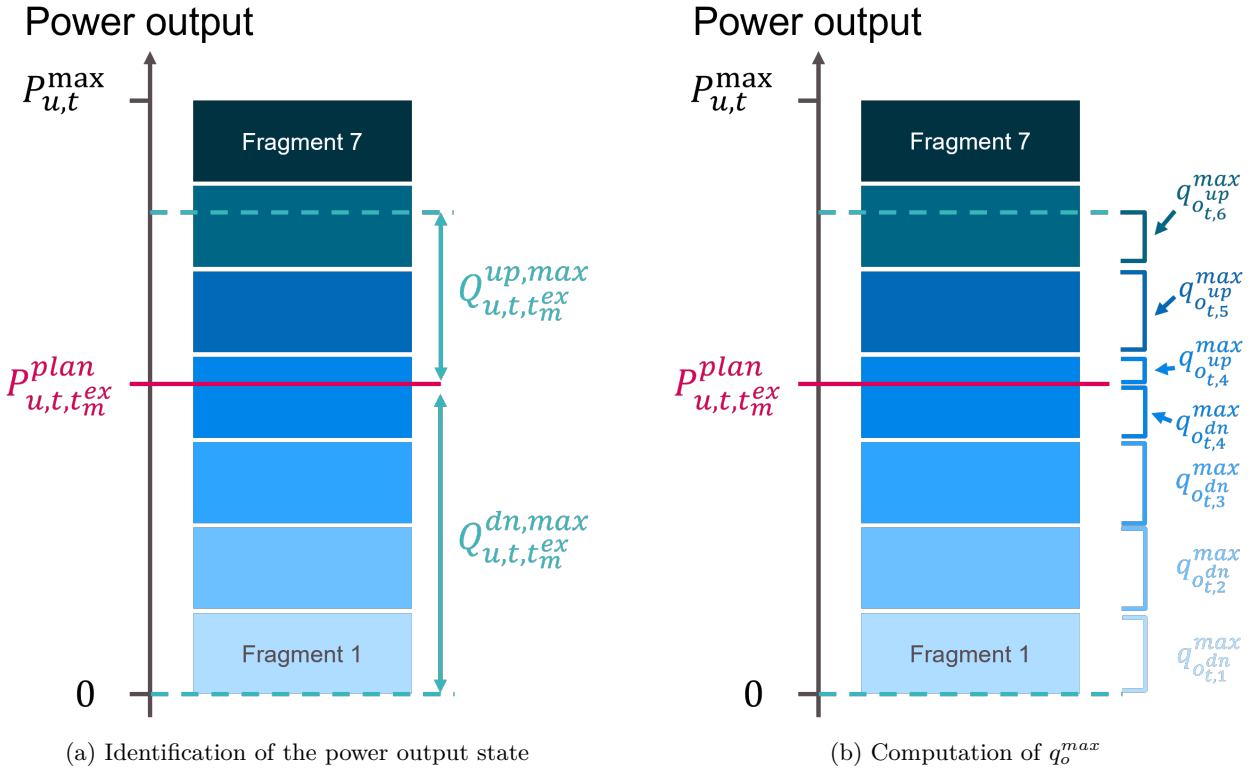 Power output
P_{u,t}^{max}
Fragment 7
Q_{u,t,t_m^{ex}}^{up,max}
P_{u,t,t_m^{ex}}^{plan}
Q_{u,t,t_m^{ex}}^{dn,max}
Fragment 1
0
(a) Identification of the power output state
Power output
P_{u,t}^{max}
Fragment 7
q_{o_{t,6}^{up}}^{max}
q_{o_{t,5}^{up}}^{max}
q_{o_{t,4}^{up}}^{max}
P_{u,t,t_m^{ex}}^{plan}
q_{o_{t,4}^{dn}}^{max}
q_{o_{t,3}^{dn}}^{max}
q_{o_{t,2}^{dn}}^{max}
Fragment 1
q_{o_{t,1}^{dn}}^{max}
0
(b) Computation of q_o^{max}